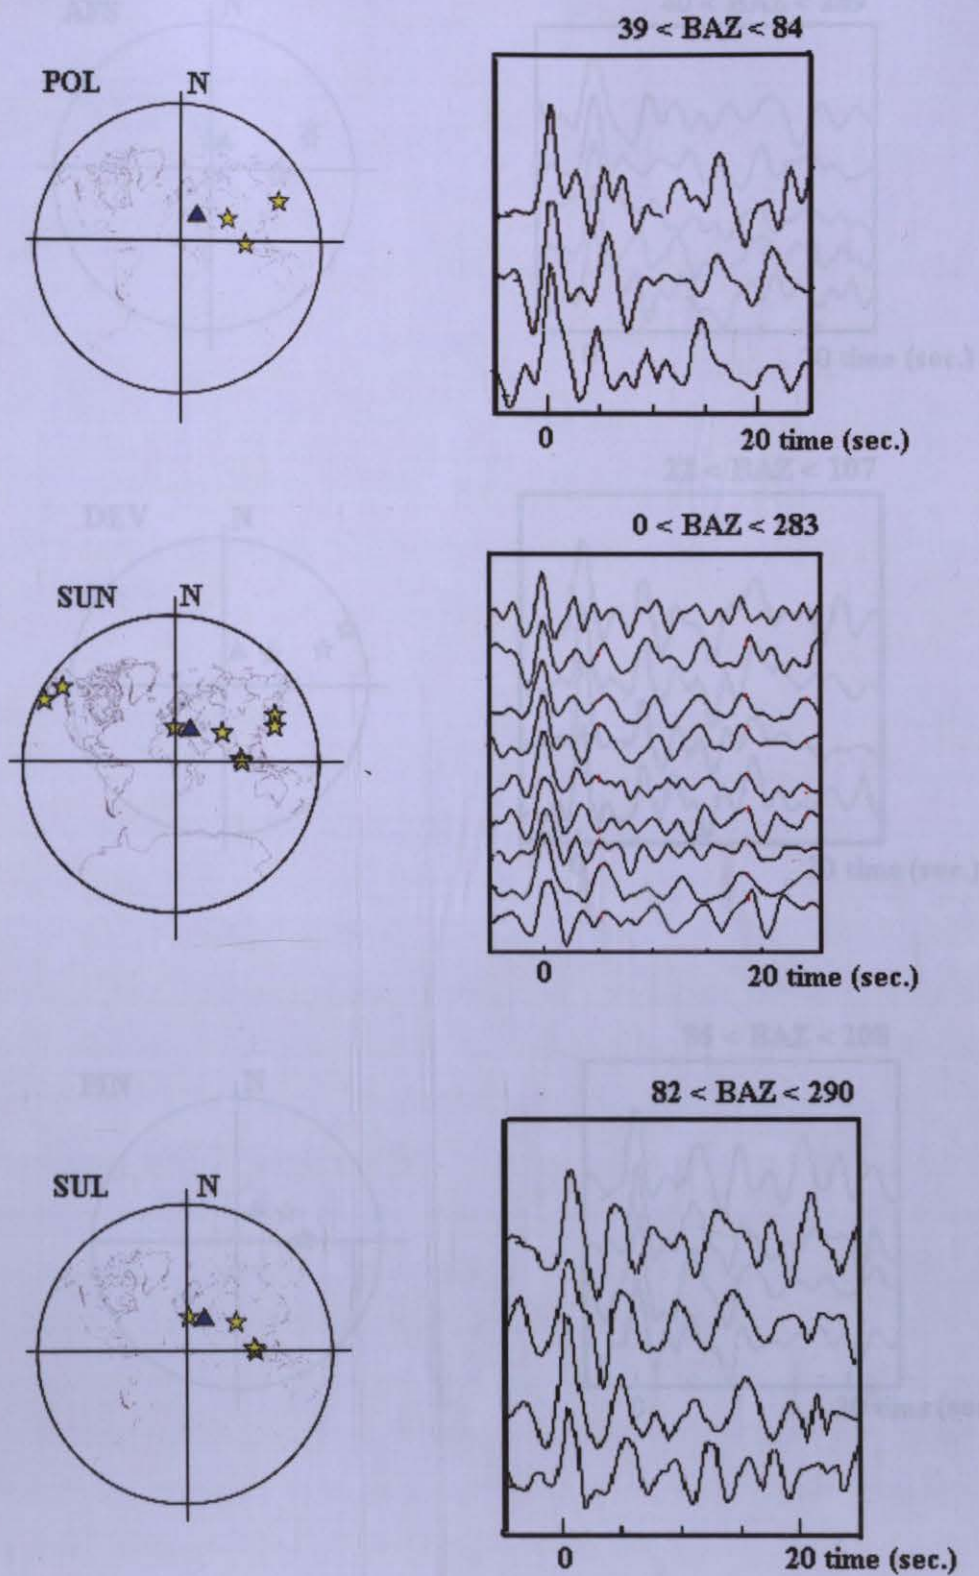 39 < BAZ < 84
POL N
0 20 time (sec.)
0 < BAZ < 283
SUN N
0 20 time (sec.)
82 < BAZ < 290
SUL N
0 20 time (sec.)